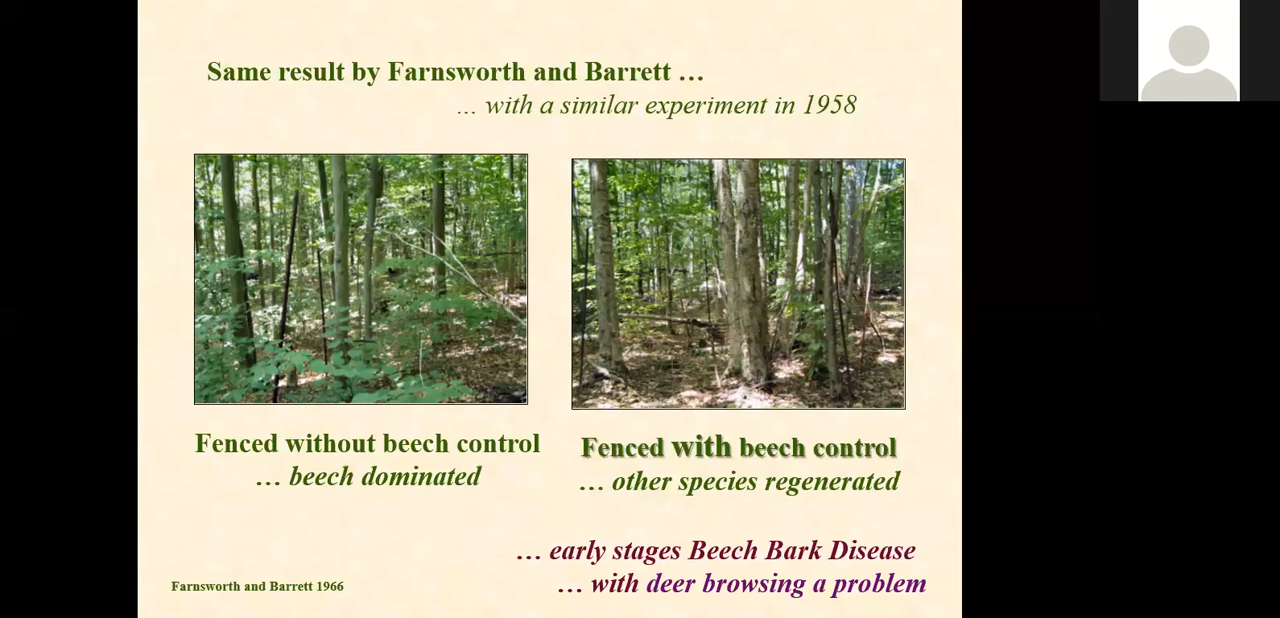 Same result by Farnsworth and Barrett …
… with a similar experiment in 1958
Fenced without beech control
… beech dominated
Fenced with beech control
… other species regenerated
… early stages Beech Bark Disease
… with deer browsing a problem
Farnsworth and Barrett 1966